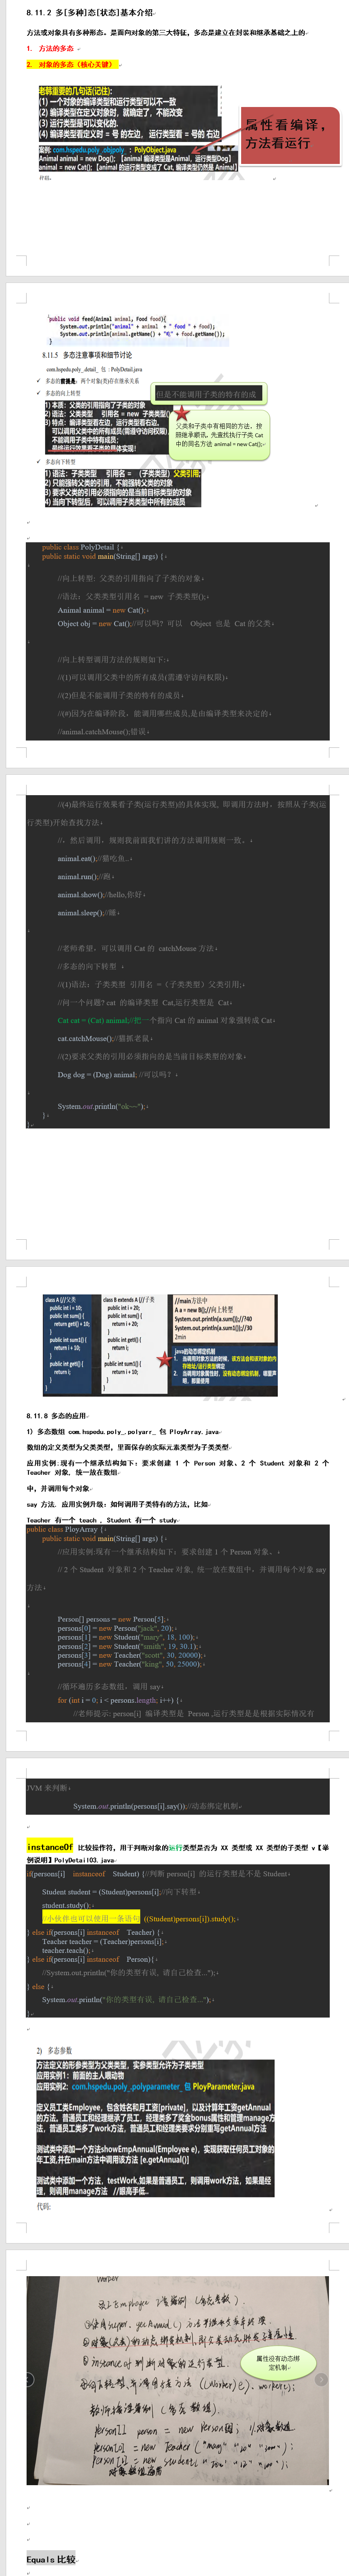 8.11.2 多[多种]态[状态]基本介绍
方法或对象具有多种形态。是面向对象的第三大特征，多态是建立在封装和继承基础之上的
1. 方法的多态
2. 对象的多态（核心关键）
老韩重要的几句话(记住):
(1) 一个对象的编译类型和运行类型可以不一致
(2) 编译类型在定义对象时，就确定了，不能改变
(3) 运行类型是可以变化的.
(4) 编译类型看定义时 = 号 的左边，运行类型看 = 号的 右边
案例: com.hspedu.poly_.objpoly_ : PolyObject.java
Animal animal = new Dog();【animal 编译类型是Animal，运行类型Dog】
animal = new Cat();【animal 的运行类型变成了 Cat, 编译类型仍然是 Animal】
属性看编译，
方法看运行
public void feed(Animal animal, Food food){
System.out.println("animal" + animal + " food " + food);
System.out.println(animal.getName() + "吃" + food.getName());
}
8.11.5 多态注意事项和细节讨论
com.hspedu.poly_.detail_ 包 : PolyDetail.java
✓ 多态的前提是：两个对象(类)存在继承关系
✓ 多态的向上转型
1) 本质：父类的引用指向了子类的对象
2) 语法：父类类型 引用名 = new 子类类型();
3) 特点：编译类型看左边，运行类型看右边。
可以调用父类中的所有成员(需遵守访问权限),
不能调用子类中特有成员;
最终运行效果看子类的具体实现!
但是不能调用子类的特有的成
父类和子类中有相同的方法，按
照继承顺讯。先查找执行子类 Cat
中的同名方法 animal = new Cat();
✓ 多态向下转型
1) 语法：子类类型 引用名 = （子类类型）父类引用;
2) 只能强转父类的引用，不能强转父类的对象
3) 要求父类的引用必须指向的是当前目标类型的对象
4) 当向下转型后，可以调用子类类型中所有的成员
public class PolyDetail {
public static void main(String[] args) {
//向上转型: 父类的引用指向了子类的对象
//语法：父类类型引用名 = new 子类类型();
Animal animal = new Cat();
Object obj = new Cat();//可以吗? 可以 Object 也是 Cat 的父类
//向上转型调用方法的规则如下:
//(1)可以调用父类中的所有成员(需遵守访问权限)
//(2)但是不能调用子类的特有的成员
//(#)因为在编译阶段，能调用哪些成员,是由编译类型来决定的
//animal.catchMouse();错误
//(4)最终运行效果看子类(运行类型)的具体实现, 即调用方法时，按照从子类(运
行类型)开始查找方法
//，然后调用，规则我前面我们讲的方法调用规则一致。
animal.eat();//猫吃鱼..
animal.run();//跑
animal.show();//hello,你好
animal.sleep();//睡
//老师希望，可以调用 Cat 的 catchMouse 方法
//多态的向下转型
//(1)语法：子类类型 引用名 =（子类类型）父类引用;
//问一个问题? cat 的编译类型 Cat,运行类型是 Cat
Cat cat = (Cat) animal;//把一个指向 Cat 的 animal 对象强转成 Cat
cat.catchMouse();//猫抓老鼠
//(2)要求父类的引用必须指向的是当前目标类型的对象
Dog dog = (Dog) animal; //可以吗？
System.out.println("ok~~");
}
}
class A {//父类
public int i = 10;
public int sum() {
return getI() + 10;
}
public int sum1() {
return i + 10;
}
public int getI() {
return i;
}
}
class B extends A {//子类
public int i = 20;
public int sum() {
return i + 20;
}
public int getI() {
return i;
}
public int sum1() {
return i + 10;
}
}
//main方法中
A a = new B();//向上转型
System.out.println(a.sum());//?40
System.out.println(a.sum1());//30
2min
java的动态绑定机制
1. 当调用对象方法的时候，该方法会和该对象的内
存地址/运行类型绑定
2. 当调用对象属性时，没有动态绑定机制，哪里声
明，那里使用
8.11.8 多态的应用
1) 多态数组 com.hspedu.poly_.polyarr_ 包 PloyArray.java
数组的定义类型为父类类型，里面保存的实际元素类型为子类类型
应用实例:现有一个继承结构如下：要求创建 1 个 Person 对象、2 个 Student 对象和 2 个
Teacher 对象, 统一放在数组
中，并调用每个对象
say 方法. 应用实例升级：如何调用子类特有的方法，比如
Teacher 有一个 teach , Student 有一个 study
public class PloyArray {
public static void main(String[] args) {
//应用实例:现有一个继承结构如下：要求创建 1 个 Person 对象、
// 2 个 Student 对象和 2 个 Teacher 对象, 统一放在数组中，并调用每个对象 say
方法
Person[] persons = new Person[5];
persons[0] = new Person("jack", 20);
persons[1] = new Student("mary", 18, 100);
persons[2] = new Student("smith", 19, 30.1);
persons[3] = new Teacher("scott", 30, 20000);
persons[4] = new Teacher("king", 50, 25000);
//循环遍历多态数组，调用 say
for (int i = 0; i < persons.length; i++) {
//老师提示: person[i] 编译类型是 Person ,运行类型是是根据实际情况有
JVM 来判断
System.out.println(persons[i].say());//动态绑定机制
instanceOf 比较操作符，用于判断对象的运行类型是否为 XX 类型或 XX 类型的子类型 v【举
例说明】PolyDetail03.java
if(persons[i] instanceof Student) {//判断 person[i] 的运行类型是不是 Student
Student student = (Student)persons[i];//向下转型
student.study();
//小伙伴也可以使用一条语句 ((Student)persons[i]).study();
} else if(persons[i] instanceof Teacher) {
Teacher teacher = (Teacher)persons[i];
teacher.teach();
} else if(persons[i] instanceof Person){
//System.out.println("你的类型有误, 请自己检查...");
} else {
System.out.println("你的类型有误, 请自己检查...");
}
2) 多态参数
方法定义的形参类型为父类类型，实参类型允许为子类类型
应用实例1：前面的主人喂动物
应用实例2: com.hspedu.poly_.polyparameter_ 包 PloyParameter.java
定义员工类Employee，包含姓名和月工资[private]，以及计算年工资getAnnual
的方法。普通员工和经理继承了员工，经理类多了奖金bonus属性和管理manage方
法，普通员工类多了work方法，普通员工和经理类要求分别重写getAnnual方法
测试类中添加一个方法showEmpAnnual(Employee e)，实现获取任何员工对象的
年工资,并在main方法中调用该方法 [e.getAnnual()]
测试类中添加一个方法，testWork,如果是普通员工，则调用work方法，如果是经
理，则调用manage方法 //额高手低..
代码:
worker
属性没有动态绑
定机制
Equals 比较